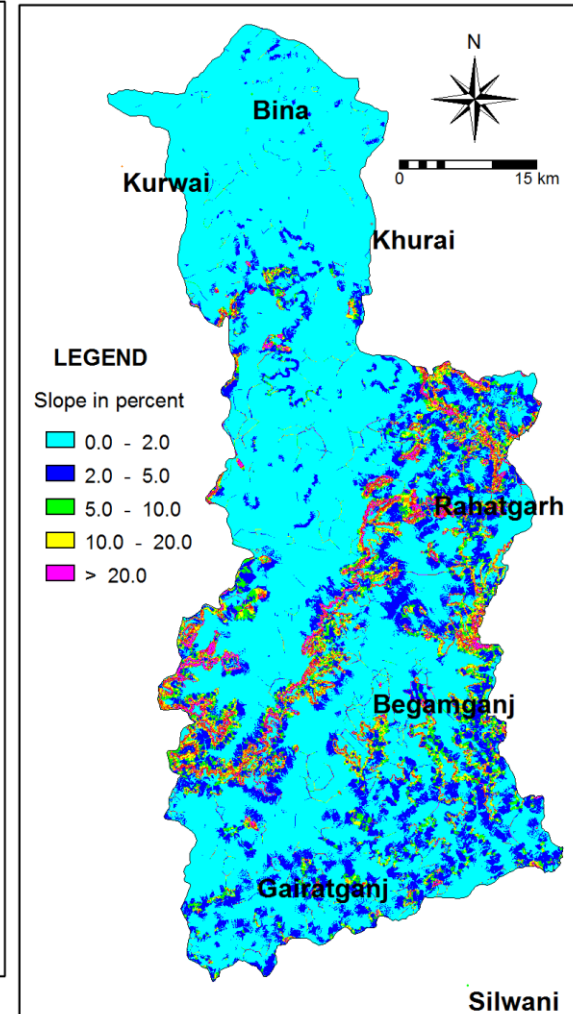 N
0 15 km
Bina
Kurwai
Khurai
LEGEND
Slope in percent
0.0 - 2.0
2.0 - 5.0
5.0 - 10.0
10.0 - 20.0
> 20.0
Rahatgarh
Begamganj
Gairatganj
Silwani